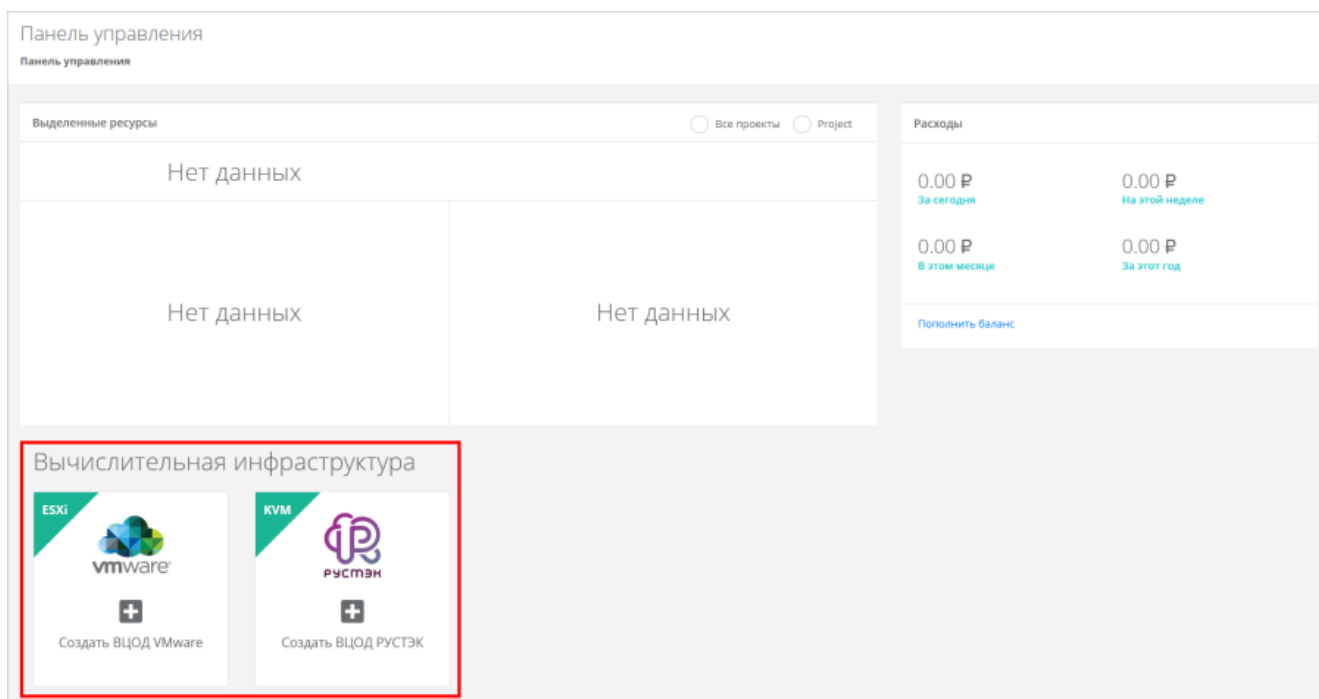 Панель управления
Панель управления
Выделенные ресурсы
Все проекты
Project
Нет данных
Нет данных
Нет данных
Расходы
0.00 ₽
За сегодня
0.00 ₽
На этой неделе
0.00 ₽
В этом месяце
0.00 ₽
За этот год
Пополнить баланс
Вычислительная инфраструктура
ESXi
vmware
Создать ВЦОД VMware
KVM
РУСТЭК
Создать ВЦОД РУСТЭК